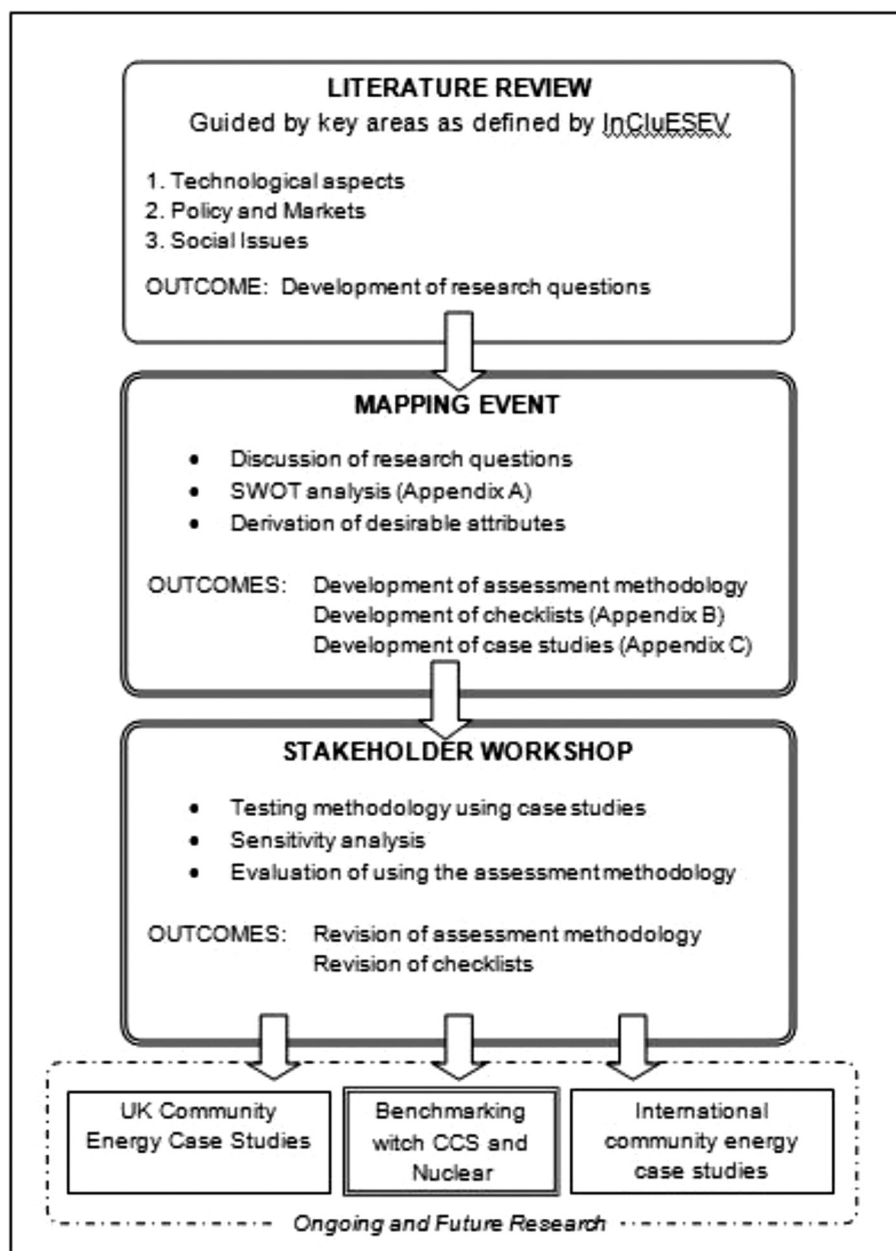 LITERATURE REVIEW
Guided by key areas as defined by InCluESEV
1. Technological aspects
2. Policy and Markets
3. Social Issues
OUTCOME: Development of research questions
MAPPING EVENT
• Discussion of research questions
• SWOT analysis (Appendix A)
• Derivation of desirable attributes
OUTCOMES: Development of assessment methodology
Development of checklists (Appendix B)
Development of case studies (Appendix C)
STAKEHOLDER WORKSHOP
• Testing methodology using case studies
• Sensitivity analysis
• Evaluation of using the assessment methodology
OUTCOMES: Revision of assessment methodology
Revision of checklists
UK Community
Energy Case Studies
Benchmarking
witch CCS and
Nuclear
International
community energy
case studies
Ongoing and Future Research